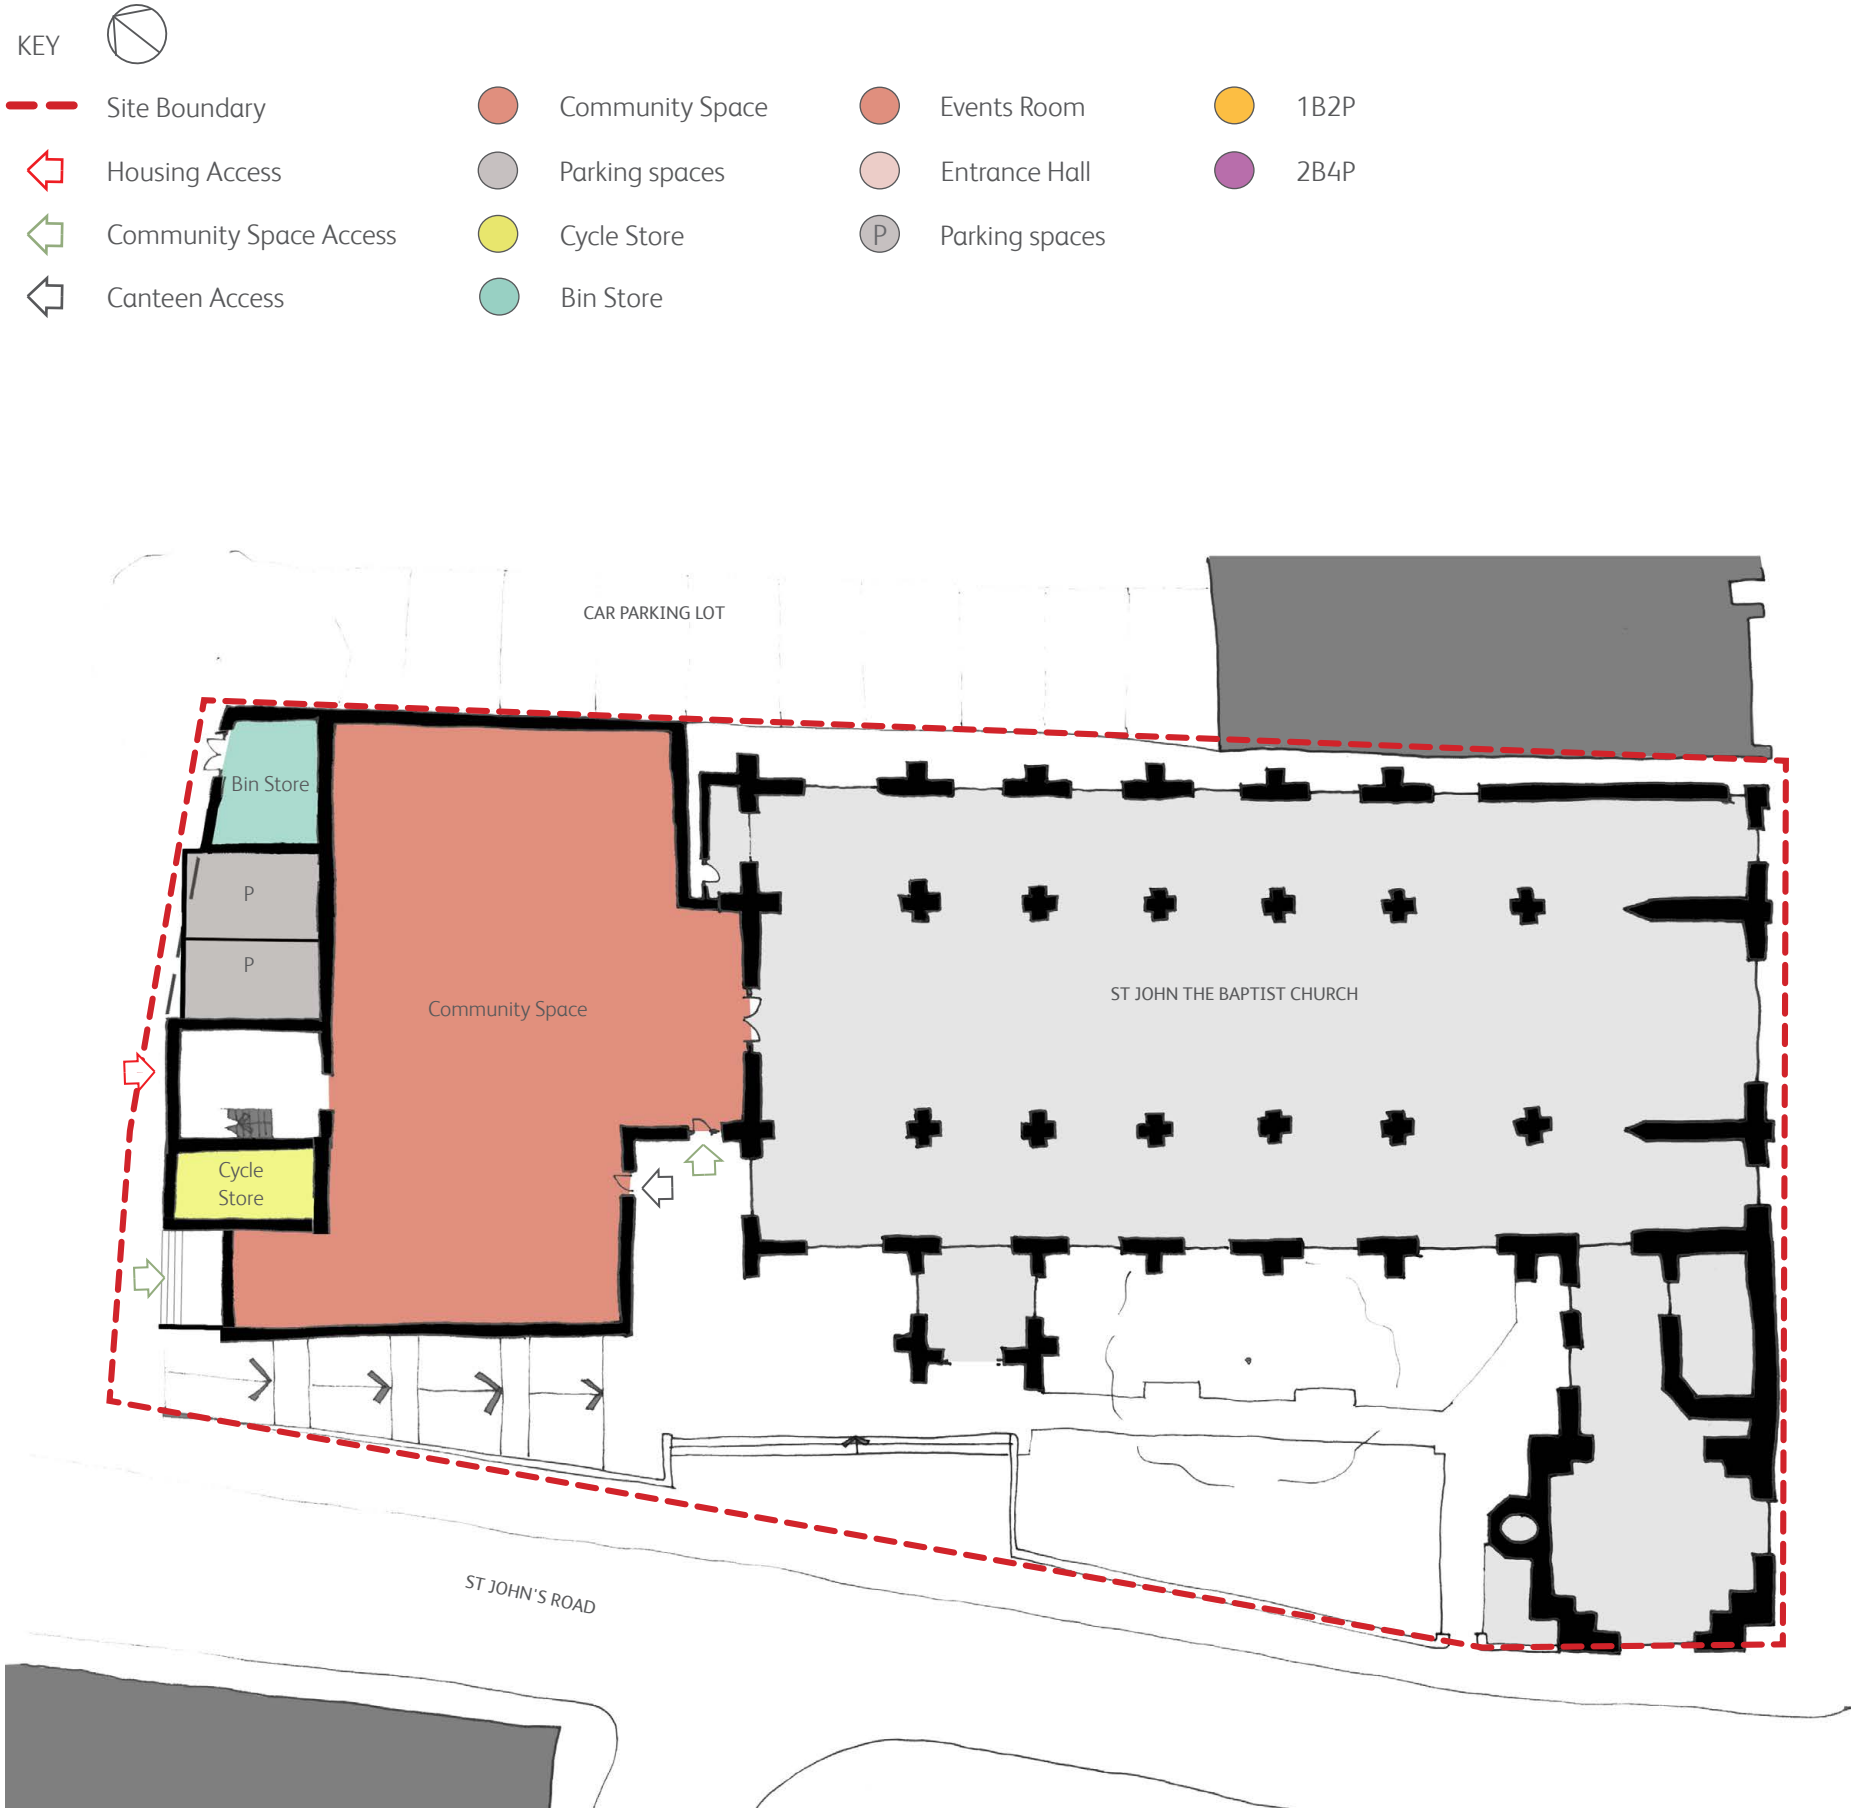 KEY
Site Boundary
Housing Access
Community Space Access
Canteen Access
Community Space
Parking spaces
Cycle Store
Bin Store
Events Room
Entrance Hall
P Parking spaces
1B2P
2B4P
CAR PARKING LOT
Bin Store
P
P
Community Space
ST JOHN THE BAPTIST CHURCH
Cycle
Store
ST JOHN'S ROAD